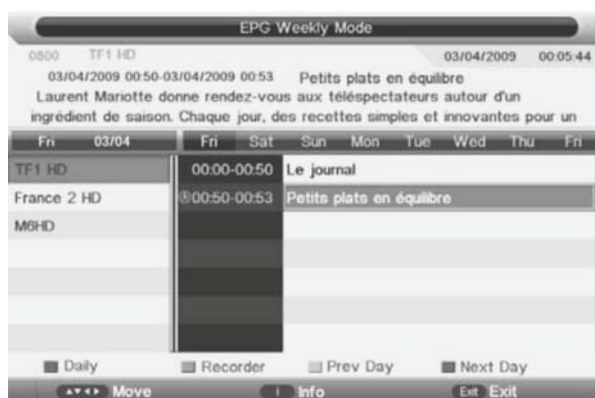 EPG Weekly Mode
0800 TF1 HD 03/04/2009 00:05:44
03/04/2009 00:50-03/04/2009 00:53 Petits plats en équilibre
Laurent Mariotte donne rendez-vous aux téléspectateurs autour d'un
ingrédient de saison. Chaque jour, des recettes simples et innovantes pour un
Fri 03/04 Fri Sat Sun Mon Tue Wed Thu Fri
TF1 HD 00:00-00:50 Le journal
France 2 HD 00:50-00:53 Petits plats en équilibre
M6HD
Daily Recorder Prev Day Next Day
Move i Info Exit Exit